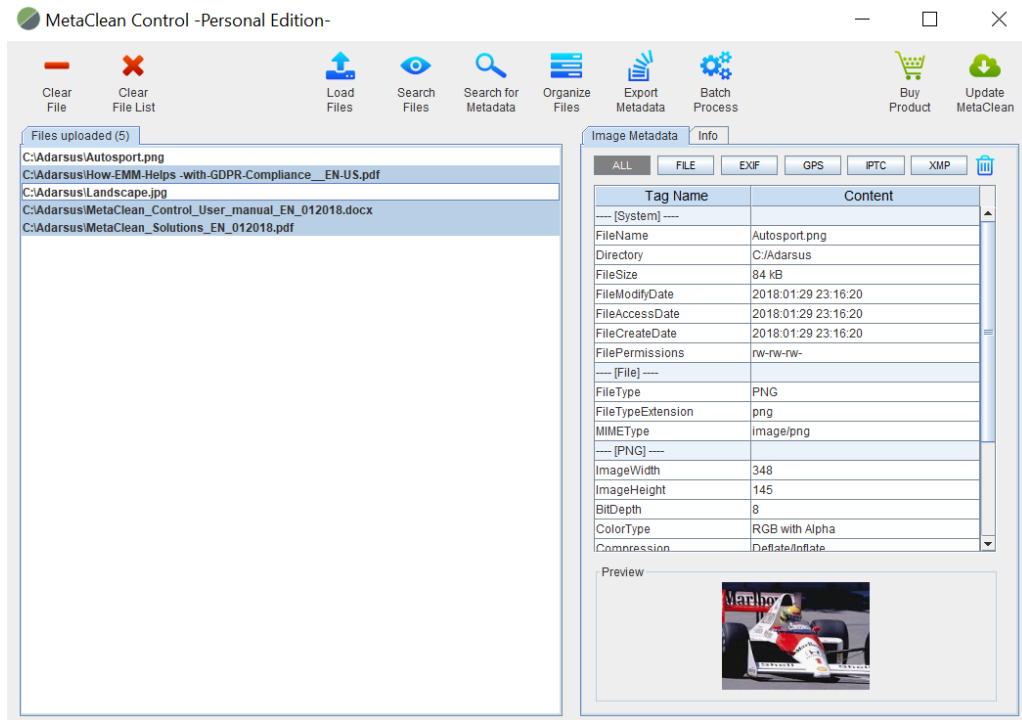 MetaClean Control -Personal Edition-
Clear File
Clear File List
Load Files
Search Files
Search for Metadata
Organize Files
Export Metadata
Batch Process
Buy Product
Update MetaClean
Files uploaded (5)
C:\Adarsus\Autosport.png
C:\Adarsus\How-EMM-Helps -with-GDPR-Compliance__EN-US.pdf
C:\Adarsus\Landscape.jpg
C:\Adarsus\MetaClean_Control_User_manual_EN_012018.docx
C:\Adarsus\MetaClean_Solutions_EN_012018.pdf
Image Metadata Info
ALL FILE EXIF GPS IPTC XMP
Tag Name Content
---- [System] ----
FileName Autosport.png
Directory C:/Adarsus
FileSize 84 kB
FileModifyDate 2018:01:29 23:16:20
FileAccessDate 2018:01:29 23:16:20
FileCreateDate 2018:01:29 23:16:20
FilePermissions rw-rw-rw-
---- [File] ----
FileType PNG
FileTypeExtension png
MIMEType image/png
---- [PNG] ----
ImageWidth 348
ImageHeight 145
BitDepth 8
ColorType RGB with Alpha
Compression Deflate/Inflate
Preview
Marlboro
Shell Shell